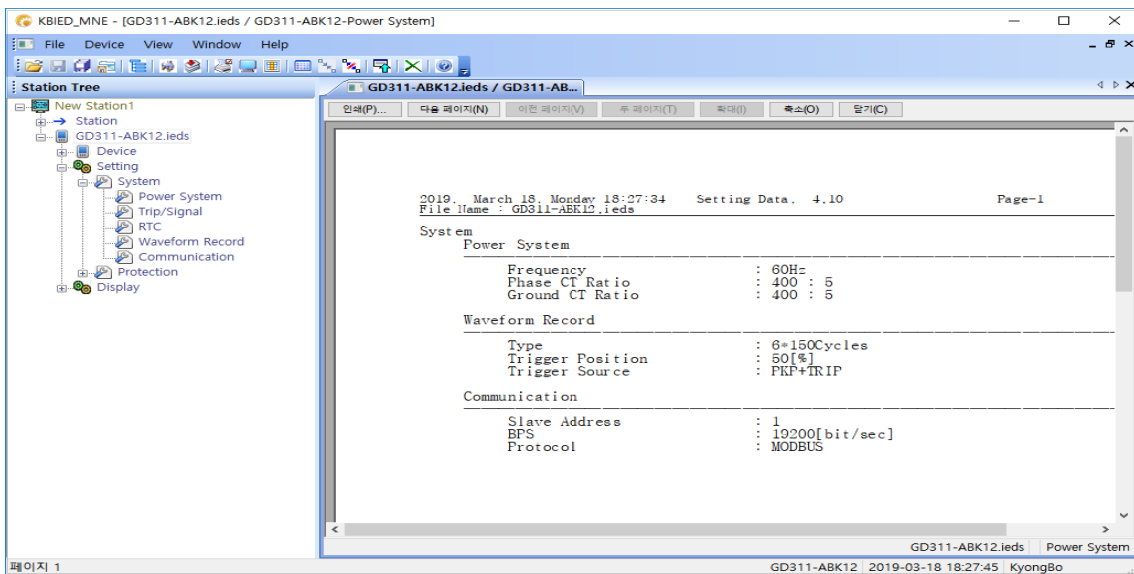 KBIED_MNE - [GD311-ABK12.ieds / GD311-ABK12-Power System]
File Device View Window Help
Station Tree
New Station1
Station
GD311-ABK12.ieds
Device
Setting
System
Power System
Trip/Signal
RTC
Waveform Record
Communication
Protection
Display
GD311-ABK12.ieds / GD311-AB...
인쇄(P)... 다음 페이지(N) 이전 페이지(V) 두 페이지(T) 확대(I) 축소(O) 닫기(C)
2019. March 18. Monday 18:27:34 Setting Data. 4.10 Page-1
File Name : GD311-ABK12.ieds
System
Power System
Frequency : 60Hz
Phase CT Ratio : 400 : 5
Ground CT Ratio : 400 : 5
Waveform Record
Type : 6*150Cycles
Trigger Position : 50[%]
Trigger Source : PKP+TRIP
Communication
Slave Address : 1
BPS : 19200[bit/sec]
Protocol : MODBUS
GD311-ABK12.ieds Power System
페이지 1 GD311-ABK12 2019-03-18 18:27:45 KyongBo